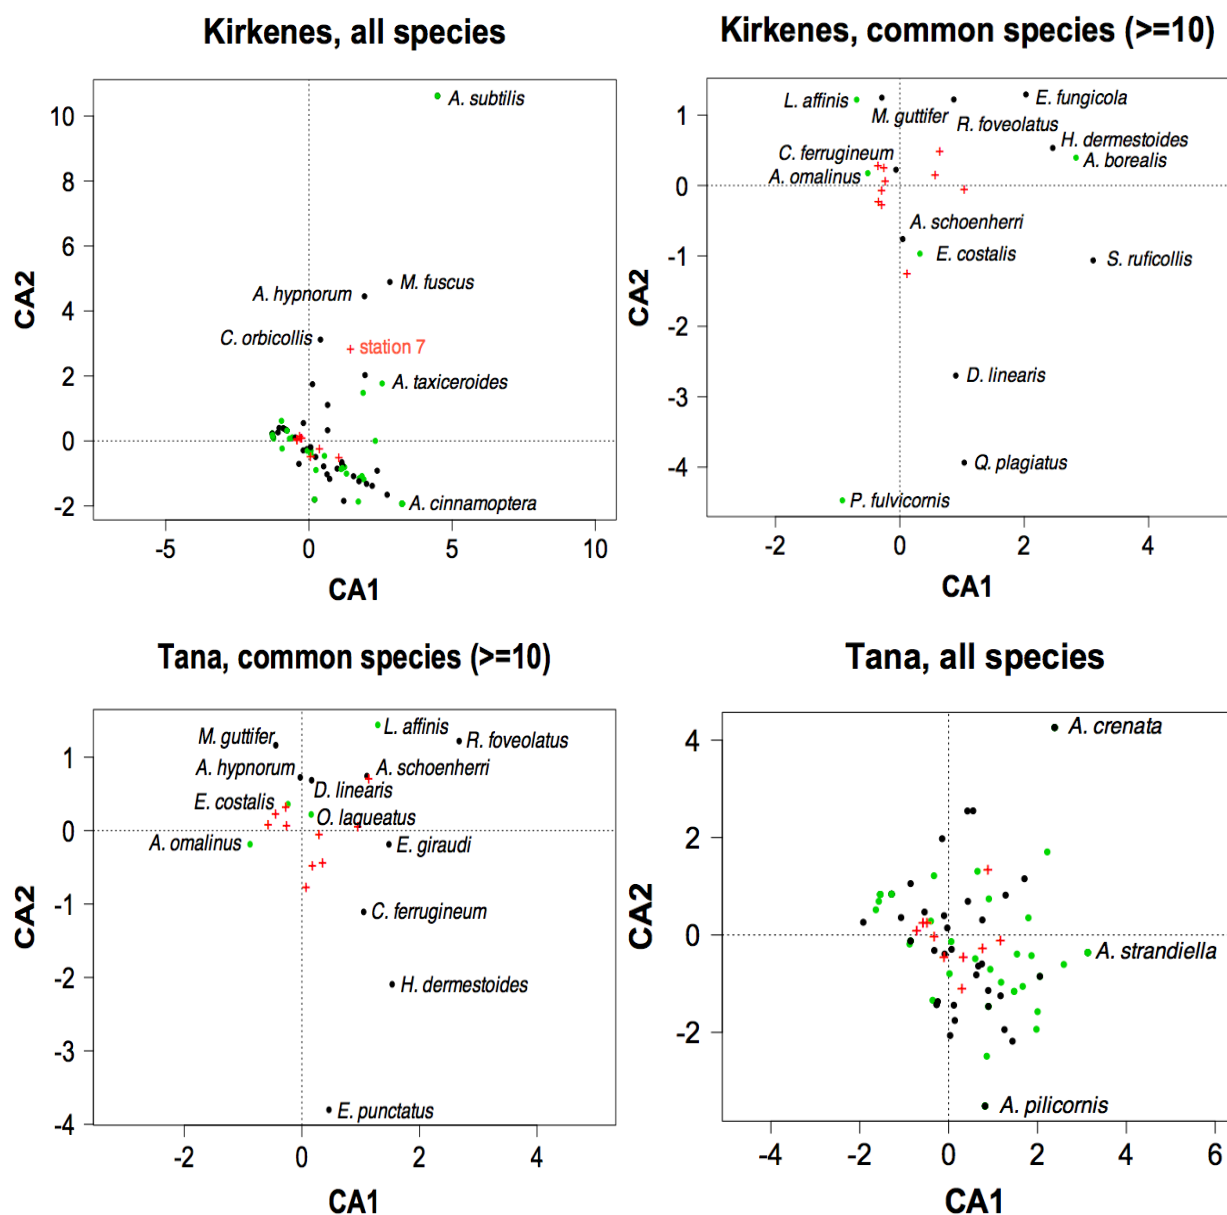 Kirkenes, all species
CA2
10
8
6
4
2
0
-2
A. subtilis
M. fuscus
A. hypnorum
C. orbicollis
station 7
A. taxiceroides
A. cinnamoptera
-5
0
5
10
CA1
Kirkenes, common species (>=10)
CA2
1
0
-1
-2
-3
-4
L. affinis
E. fungicola
M. guttifer
R. foveolatus
H. dermestoides
C. ferrugineum
A. borealis
A. omalinus
A. schoenherri
E. costalis
S. ruficollis
D. linearis
Q. plagiatus
P. fulvicornis
-2
0
2
4
CA1
Tana, common species (>=10)
CA2
1
0
-1
-2
-3
-4
L. affinis
M. guttifer
R. foveolatus
A. hypnorum
A. schoenherri
D. linearis
E. costalis
O. laqueatus
A. omalinus
E. giraudi
C. ferrugineum
H. dermestoides
E. punctatus
-2
0
2
4
CA1
Tana, all species
CA2
4
2
0
-2
A. crenata
A. strandiella
A. pilicornis
-4
-2
0
2
4
6
CA1